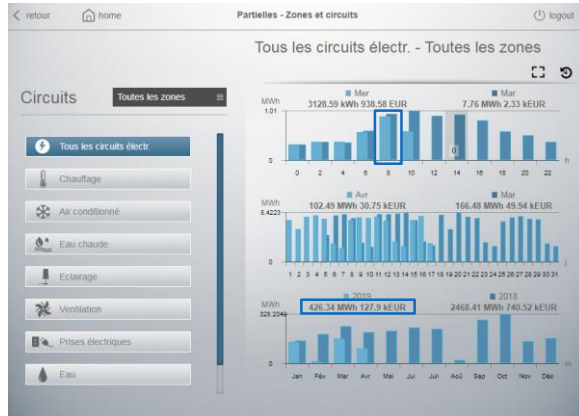 retour
home
Partielles - Zones et circuits
logout
Tous les circuits électr. - Toutes les zones
Circuits
Toutes les zones
Tous les circuits électr.
Chauffage
Air conditionné
Eau chaude
Eclairage
Ventilation
Prises électriques
Eau
Mer Mar
MWh 3128.59 kWh 938.58 EUR 7.76 MWh 2.33 kEUR
1.01
0
0
0 2 4 6 8 10 12 14 16 18 20 22 h
Avr Mar
MWh 102.49 MWh 30.75 kEUR 166.48 MWh 49.94 kEUR
8.4223
0
1 2 3 4 5 6 7 8 9 10 11 12 13 14 15 16 17 18 19 20 21 22 23 24 25 26 27 28 29 30 31 j
2019 2018
MWh 426.34 MWh 127.9 kEUR 2468.41 MWh 740.52 kEUR
328.2048
0
Jan Fév Mar Avr Mai Jui Juil Aoû Sep Oct Nov Déc m